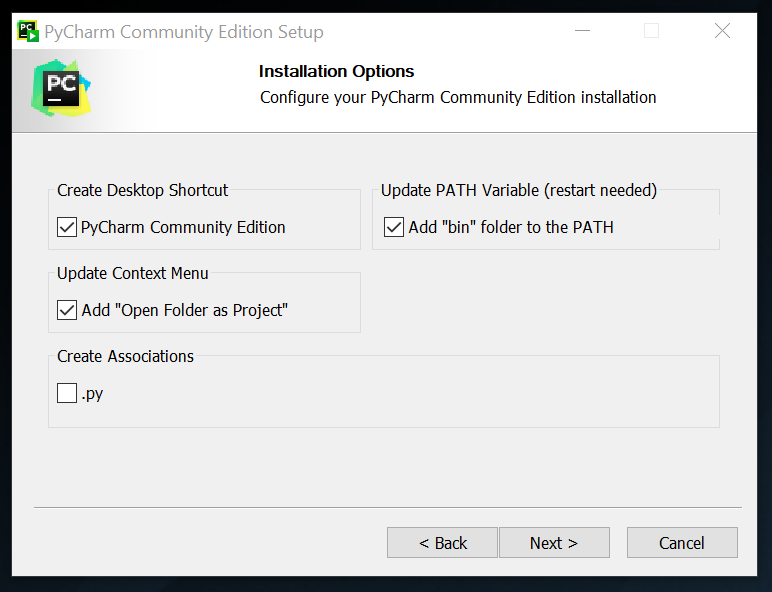 PC
PyCharm Community Edition Setup
PC
Installation Options
Configure your PyCharm Community Edition installation
Create Desktop Shortcut
PyCharm Community Edition
Update PATH Variable (restart needed)
Add "bin" folder to the PATH
Update Context Menu
Add "Open Folder as Project"
Create Associations
.py
< Back
Next >
Cancel